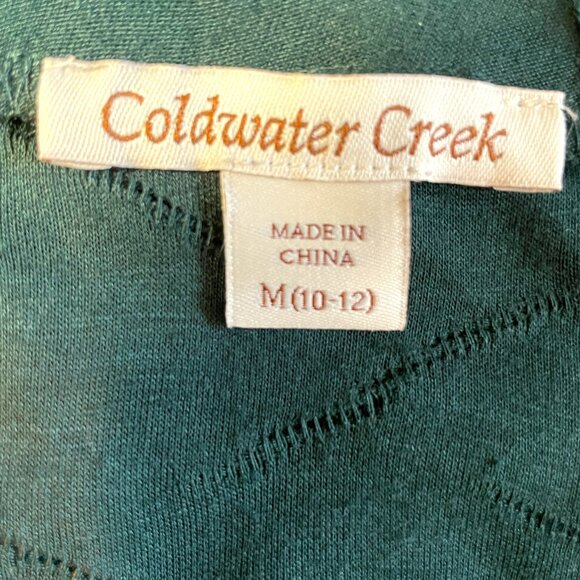 Coldwater Creek
MADE IN
CHINA
M(10-12)